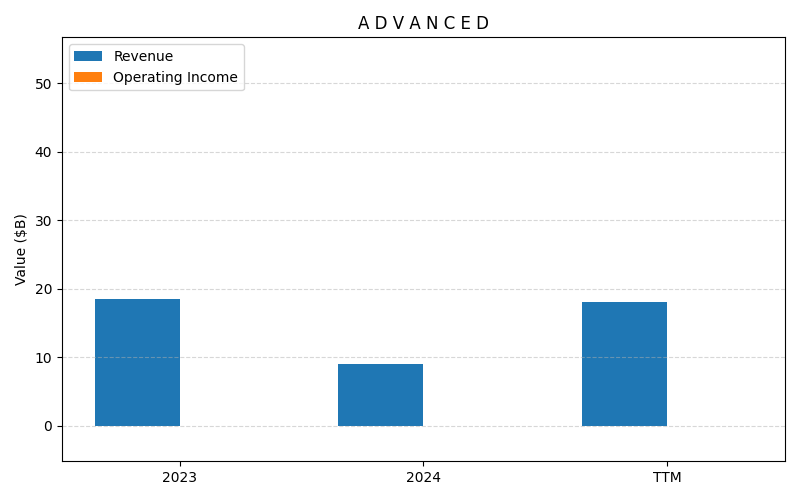 A D V A N C E D
Revenue
Operating Income
Value ($B)
50
40
30
20
10
0
2023 2024 TTM